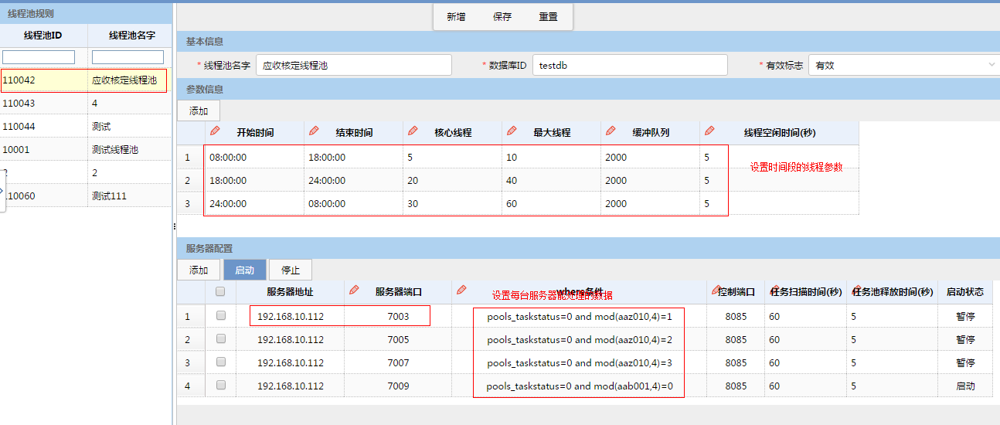 线程池规则
线程池ID 线程池名字
110042 应收核定线程池
110043 4
110044 测试
10001 测试线程池
2 2
110060 测试111
新增 保存 重置
基本信息
* 线程池名字 应收核定线程池 * 数据库ID testdb * 有效标志 有效
参数信息
添加
开始时间 结束时间 核心线程 最大线程 缓冲队列 线程空闲时间(秒)
1 08:00:00 18:00:00 5 10 2000 5
2 18:00:00 24:00:00 20 40 2000 5
3 24:00:00 08:00:00 30 60 2000 5
设置时间段的线程参数
服务器配置
添加 启动 停止
服务器地址 服务器端口 where条件 控制端口 任务扫描时间(秒) 任务池释放时间(秒) 启动状态
设置每台服务器能处理的数据
1 192.168.10.112 7003 pools_taskstatus=0 and mod(aaz010,4)=1 8085 60 5 暂停
2 192.168.10.112 7005 pools_taskstatus=0 and mod(aaz010,4)=2 8085 60 5 暂停
3 192.168.10.112 7007 pools_taskstatus=0 and mod(aaz010,4)=3 8085 60 5 暂停
4 192.168.10.112 7009 pools_taskstatus=0 and mod(aab001,4)=0 8085 60 5 启动